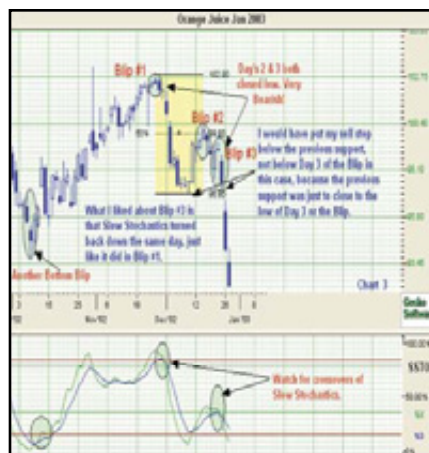 Orange Juice Jan 2003
Blip #1
Day's 2 & 3 both
closed low. Very
Bearish!
Blip #2
I would have put my sell stop
below the previous support,
not below Day 3 of the Blip in
this case, because the previous
support was just to close to the
low of Day 3 or the Blip.
Blip #3
What I liked about Blip #3 is
that Slow Stochastics turned
back down the same day, just
like it did in Blip #1.
Another Bottom Blip
Chart 3
Software
Nov '02
Dec '02
Jan '03
SSTO
Watch for crossovers of
Slow Stochastics.